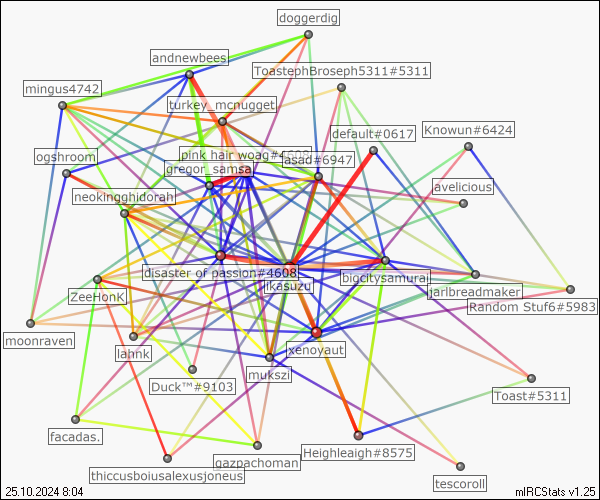 doggerdig
andnewbees
ToastephBroseph5311#5311
mingus4742
turkey_mcnugget
default#0617
Knowun#6424
ogshroom
pink hair woag#4608
asad#6947
gregor_samsa
avelicious
neokingghidorah
disaster of passion#4608
bigcitysamurai
ikasuzu
jarlbreadmaker
ZeeHonK
Random Stuf6#5983
moonraven
lahnk
xenoyaut
mukszi
Duck™#9103
Toast#5311
facadas.
Heighleaigh#8575
gazpachoman
thiccusboiusalexusjoneus
tescoroll
25.10.2024 8:04
mIRCStats v1.25